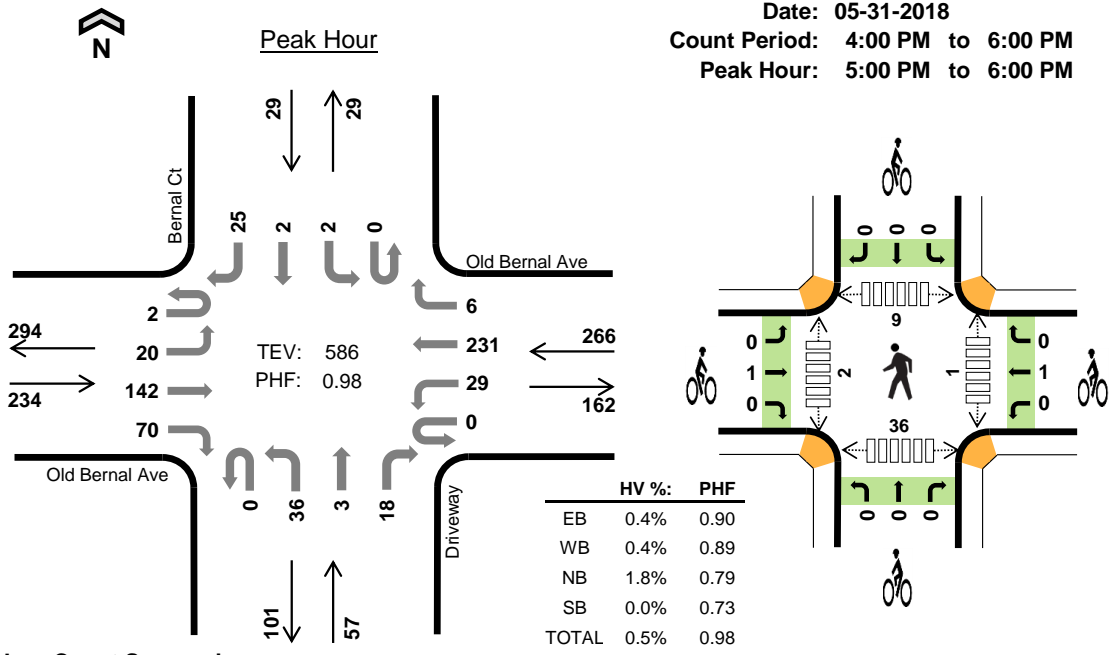 Date: 05-31-2018
Count Period: 4:00 PM to 6:00 PM
Peak Hour: 5:00 PM to 6:00 PM
N
Peak Hour
29
29
Bernal Ct
25 2 2 0
Old Bernal Ave
2
20
142
70
6
231
29
0
294
234
266
162
TEV: 586
PHF: 0.98
Old Bernal Ave
0 36 3 18
Driveway
101
57
0 0 0
9
0
1
0
2
1
0
1
0
36
0 0 0
HV %: PHF
EB 0.4% 0.90
WB 0.4% 0.89
NB 1.8% 0.79
SB 0.0% 0.73
TOTAL 0.5% 0.98